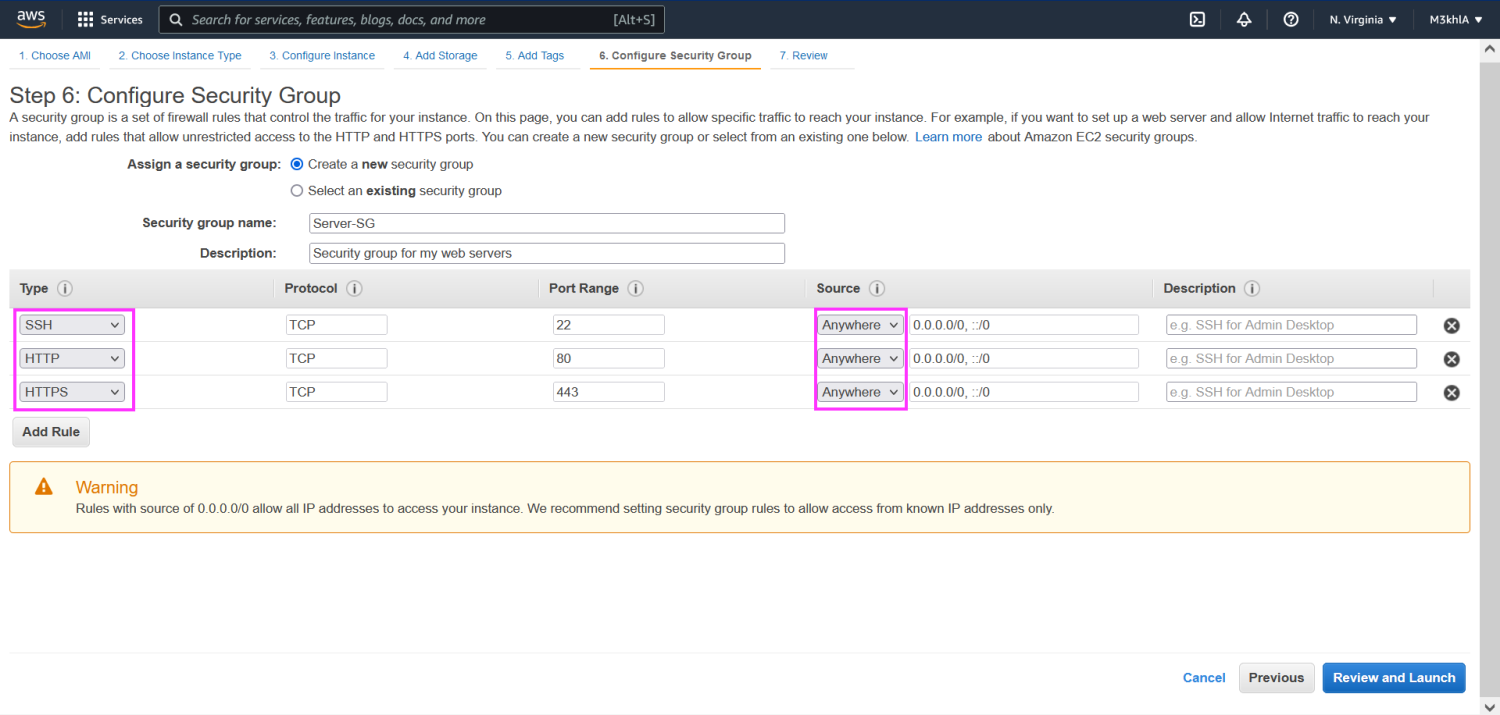 aws Services Search for services, features, blogs, docs, and more [Alt+S] N. Virginia ▼ M3khlA ▼
1. Choose AMI 2. Choose Instance Type 3. Configure Instance 4. Add Storage 5. Add Tags 6. Configure Security Group 7. Review
Step 6: Configure Security Group
A security group is a set of firewall rules that control the traffic for your instance. On this page, you can add rules to allow specific traffic to reach your instance. For example, if you want to set up a web server and allow Internet traffic to reach your
instance, add rules that allow unrestricted access to the HTTP and HTTPS ports. You can create a new security group or select from an existing one below. Learn more about Amazon EC2 security groups.
Assign a security group: Create a new security group
Select an existing security group
Security group name: Server-SG
Description: Security group for my web servers
Type Protocol Port Range Source Description
SSH TCP 22 Anywhere 0.0.0.0/0, ::/0 e.g. SSH for Admin Desktop
HTTP TCP 80 Anywhere 0.0.0.0/0, ::/0 e.g. SSH for Admin Desktop
HTTPS TCP 443 Anywhere 0.0.0.0/0, ::/0 e.g. SSH for Admin Desktop
Add Rule
Warning
Rules with source of 0.0.0.0/0 allow all IP addresses to access your instance. We recommend setting security group rules to allow access from known IP addresses only.
Cancel Previous Review and Launch